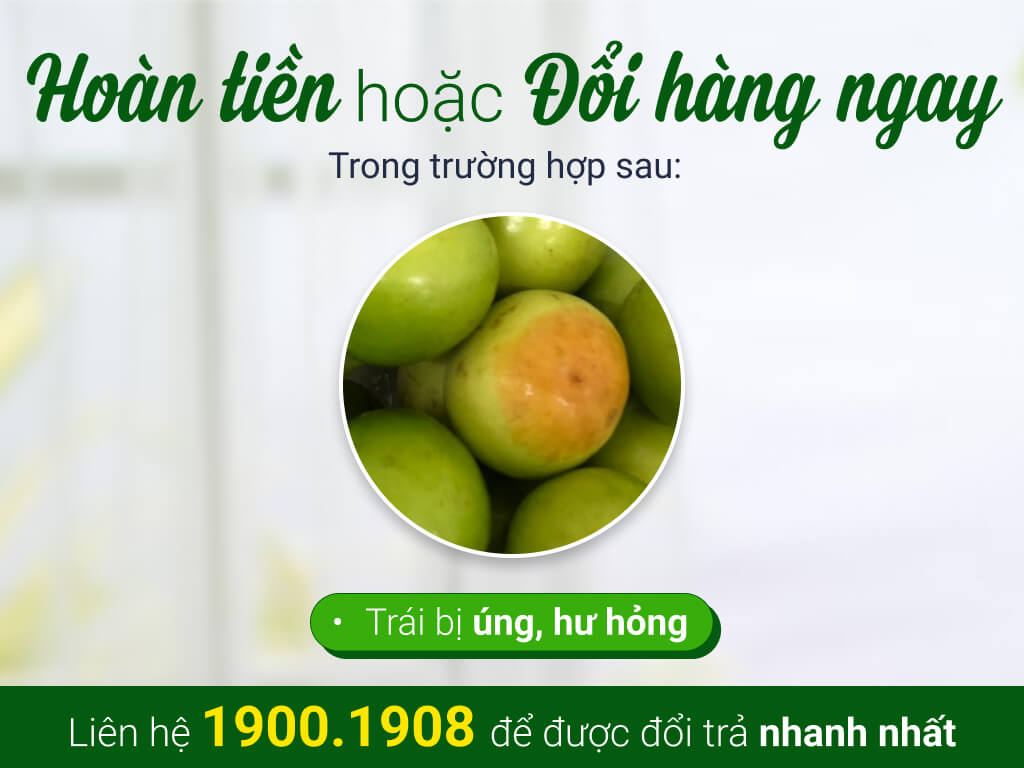 Hoàn tiền hoặc Đổi hàng ngay
Trong trường hợp sau:
• Trái bị úng, hư hỏng
Liên hệ 1900.1908 để được đổi trả nhanh nhất